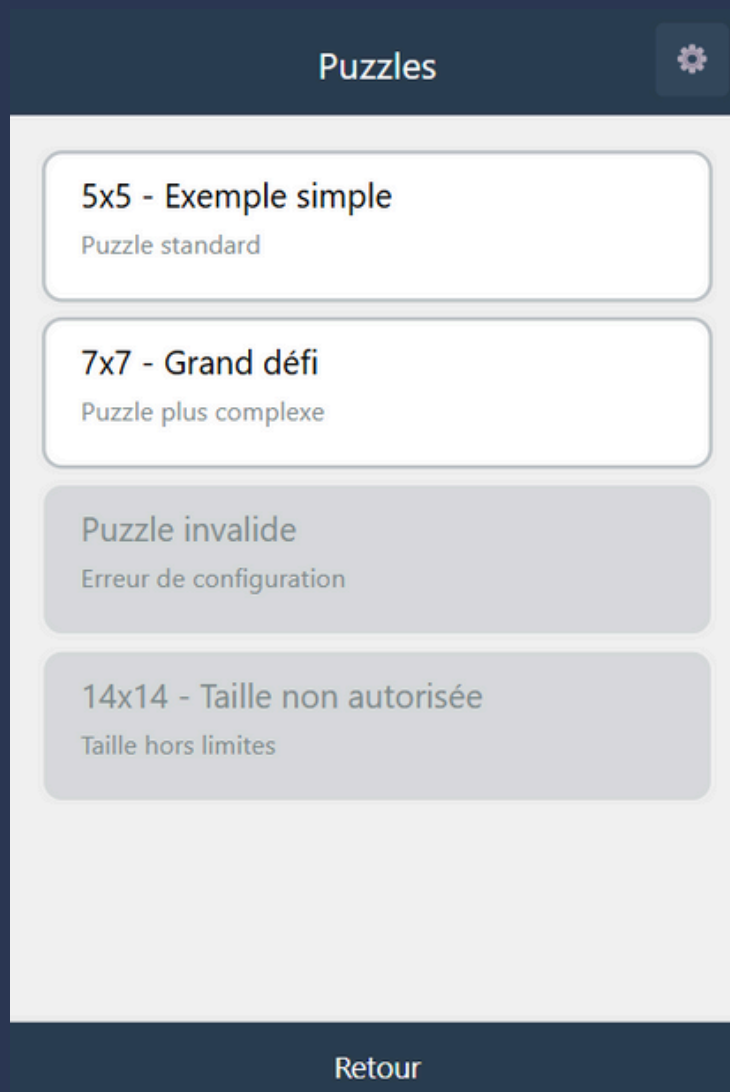 Puzzles
5x5 - Exemple simple
Puzzle standard
7x7 - Grand défi
Puzzle plus complexe
Puzzle invalide
Erreur de configuration
14x14 - Taille non autorisée
Taille hors limites
Retour